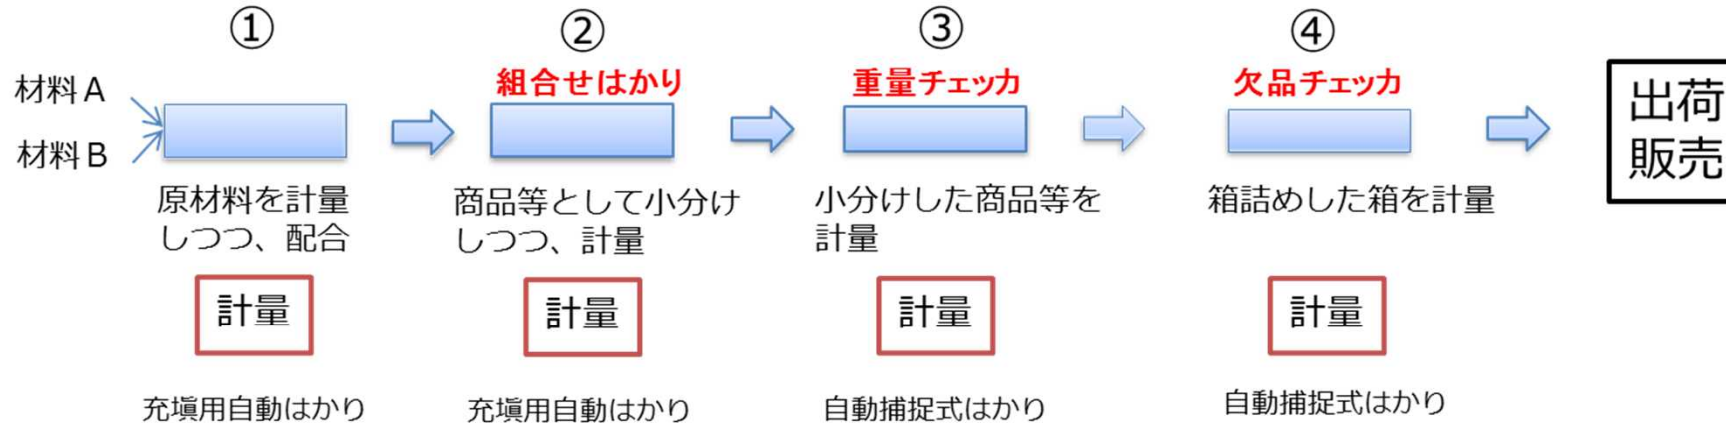 ①
②
③
④
組合せはかり
重量チェッカ
欠品チェッカ
材料A
材料B
出荷
販売
原材料を計量
しつつ、配合
商品等として小分け
しつつ、計量
小分けした商品等を
計量
箱詰めした箱を計量
計量
計量
計量
計量
充塡用自動はかり
充塡用自動はかり
自動捕捉式はかり
自動捕捉式はかり